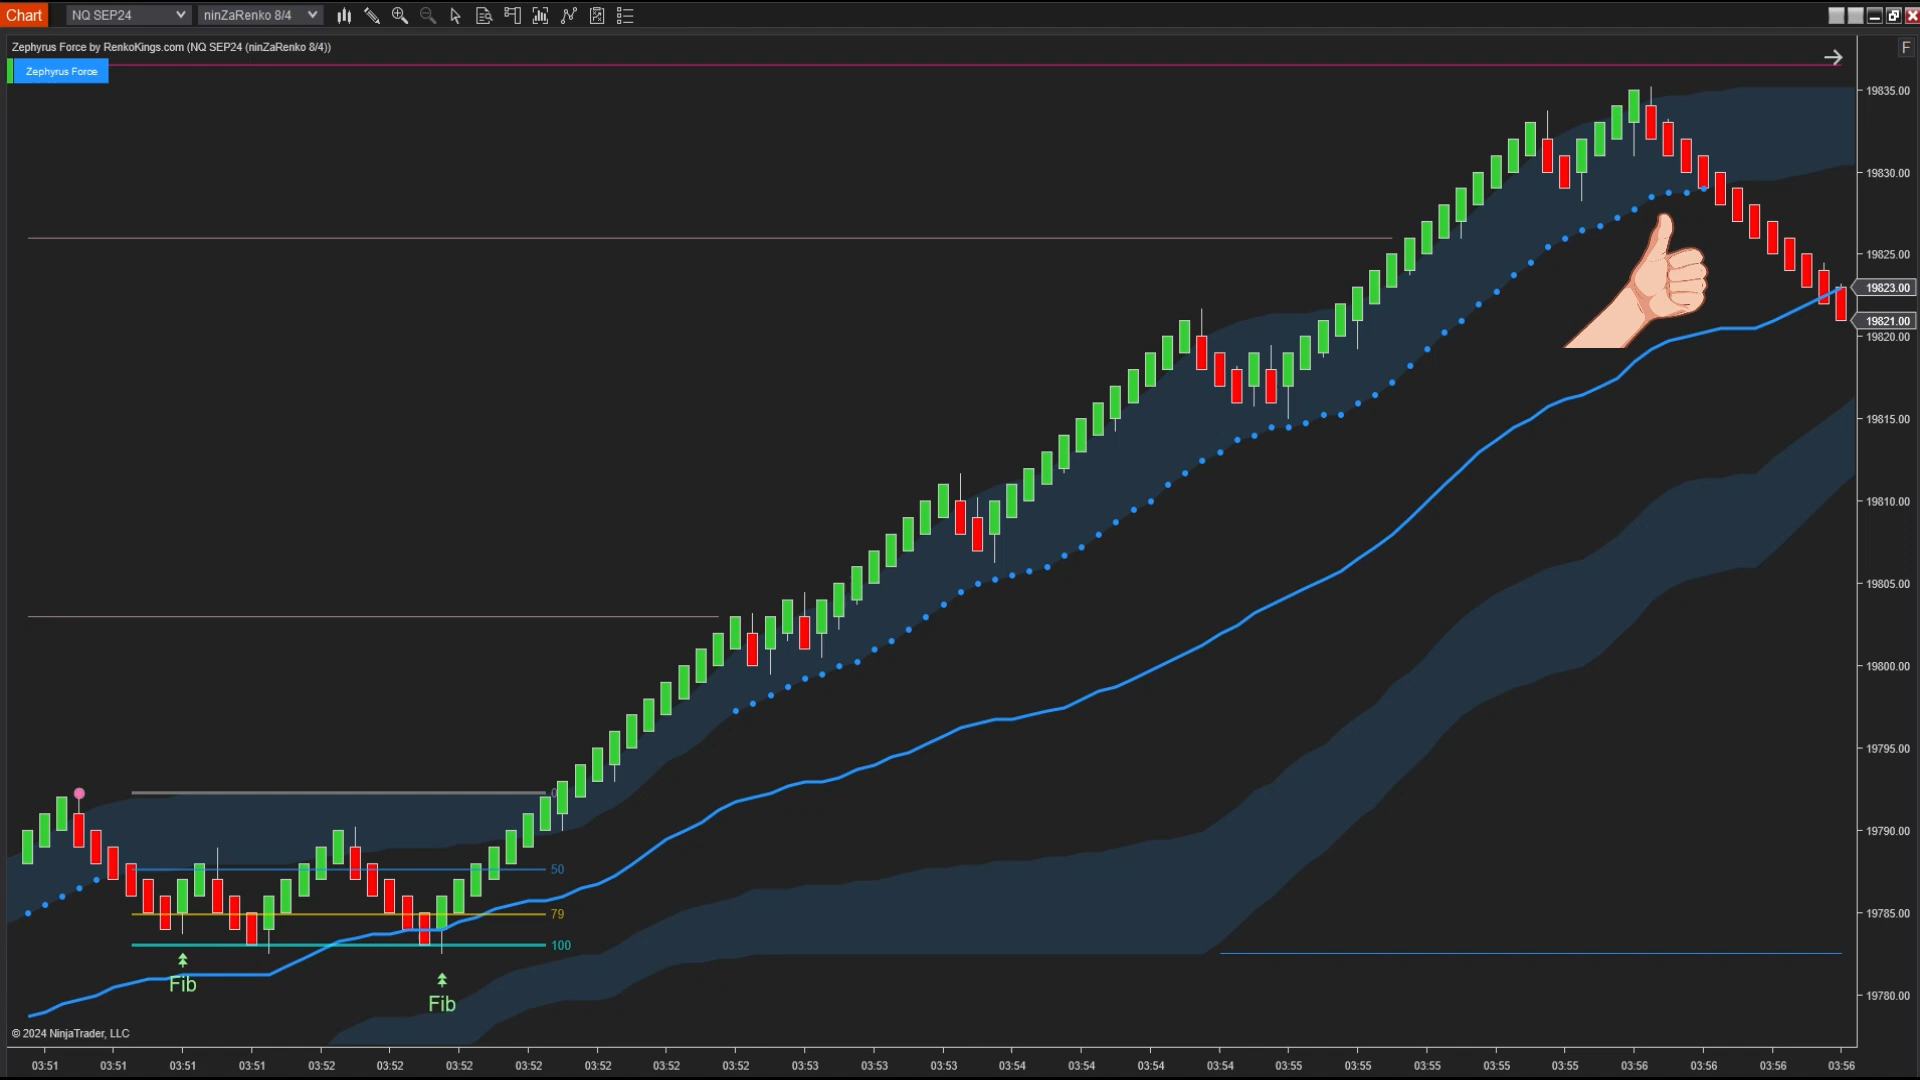 Chart NQ SEP24 ninZaRenko 8/4
Zephyrus Force by RenkoKings.com (NQ SEP24 (ninZaRenko 8/4))
F
Zephyrus Force
19835.00
19830.00
19825.00
19823.00
19821.00
19820.00
19815.00
19810.00
19805.00
19800.00
19795.00
0
19790.00
50
79
19785.00
100
Fib
Fib
19780.00
© 2024 NinjaTrader, LLC
03:51 03:51 03:51 03:51 03:52 03:52 03:52 03:52 03:52 03:52 03:52 03:53 03:53 03:53 03:54 03:54 03:54 03:54 03:55 03:55 03:55 03:55 03:55 03:56 03:56 03:56 03:56